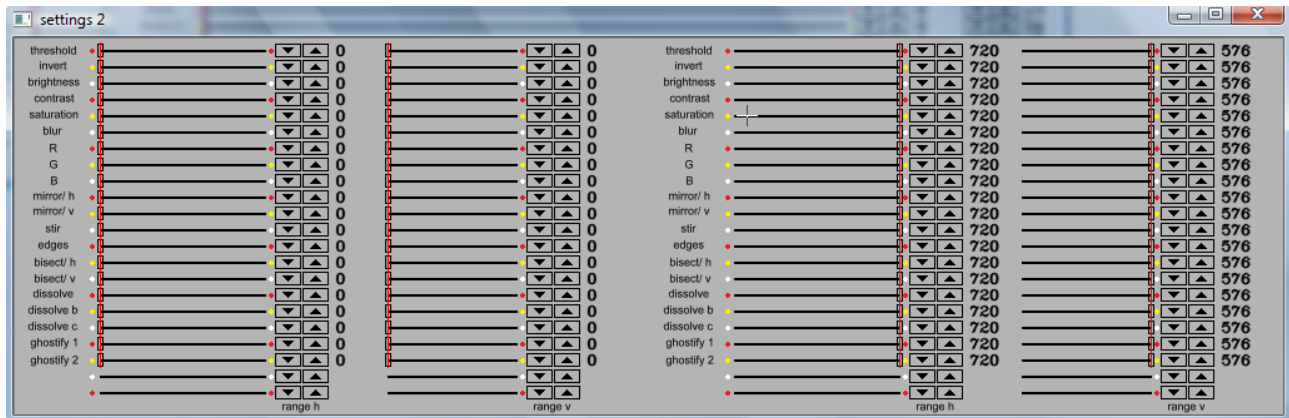 settings 2
threshold 0 0 threshold 720 576
invert 0 0 invert 720 576
brightness 0 0 brightness 720 576
contrast 0 0 contrast 720 576
saturation 0 0 saturation 720 576
blur 0 0 blur 720 576
R 0 0 R 720 576
G 0 0 G 720 576
B 0 0 B 720 576
mirror/ h 0 0 mirror/ h 720 576
mirror/ v 0 0 mirror/ v 720 576
stir 0 0 stir 720 576
edges 0 0 edges 720 576
bisect/ h 0 0 bisect/ h 720 576
bisect/ v 0 0 bisect/ v 720 576
dissolve 0 0 dissolve 720 576
dissolve b 0 0 dissolve b 720 576
dissolve c 0 0 dissolve c 720 576
ghostify 1 0 0 ghostify 1 720 576
ghostify 2 0 0 ghostify 2 720 576
range h range v range h range v